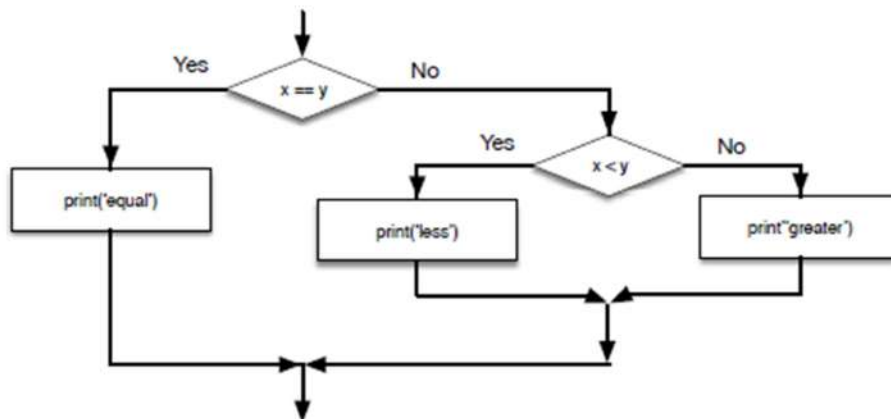 Yes
No
x == y
Yes
No
x < y
print('equal')
print('less')
print"greater')